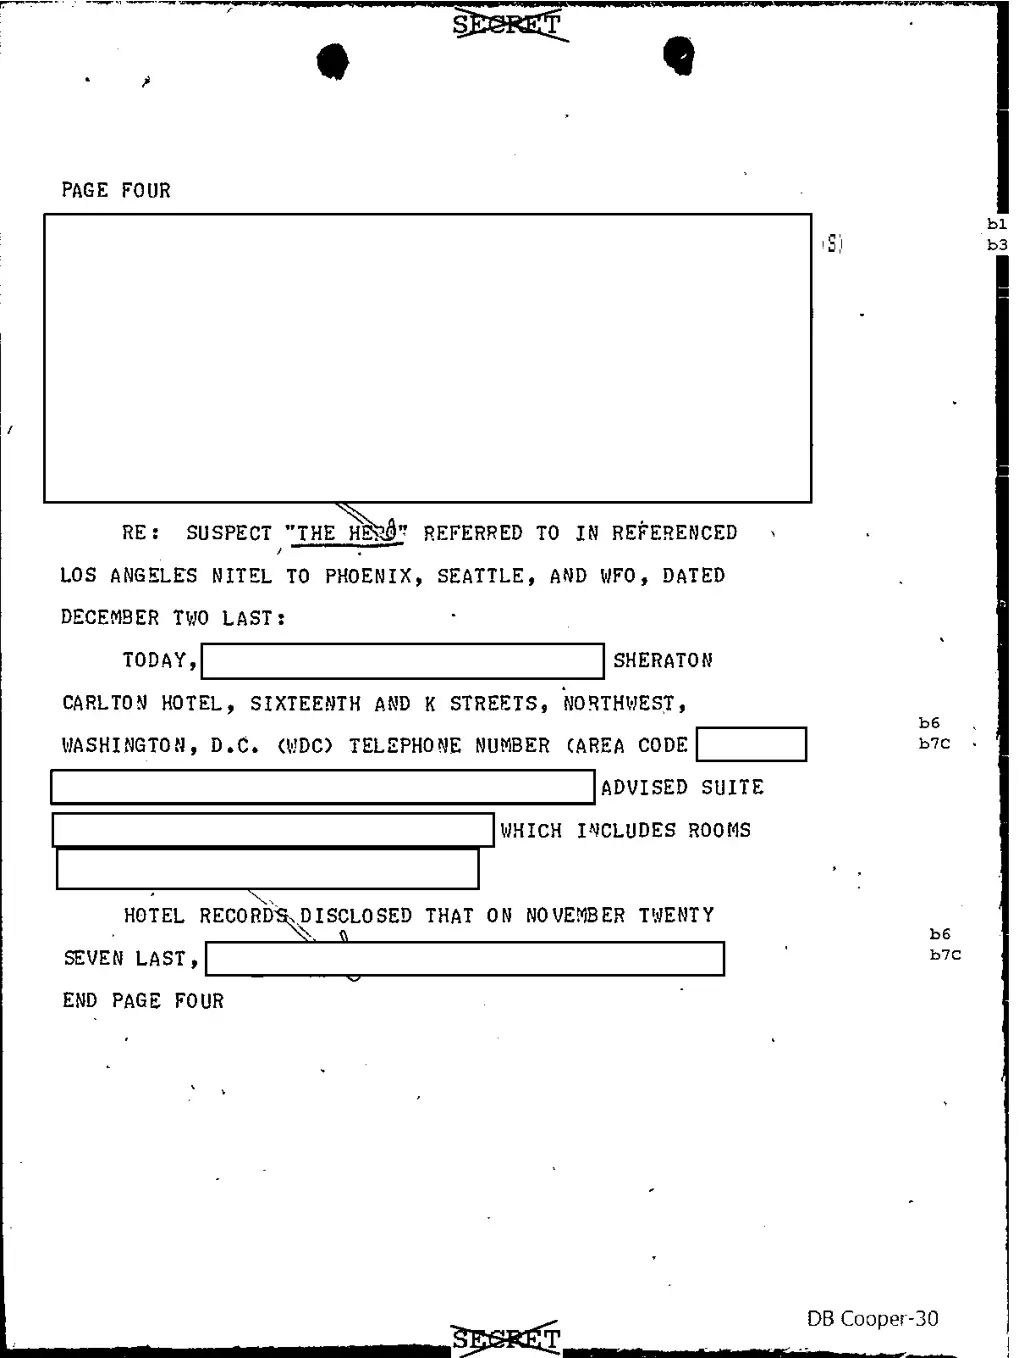 SECRET
PAGE FOUR
b1
(S)
b3
RE: SUSPECT "THE HERO" REFERRED TO IN REFERENCED
LOS ANGELES NITEL TO PHOENIX, SEATTLE, AND WFO, DATED
DECEMBER TWO LAST:
TODAY, SHERATON
CARLTON HOTEL, SIXTEENTH AND K STREETS, NORTHWEST,
b6
WASHINGTON, D.C. (WDC) TELEPHONE NUMBER (AREA CODE
b7C
ADVISED SUITE
WHICH INCLUDES ROOMS
HOTEL RECORDS DISCLOSED THAT ON NOVEMBER TWENTY
b6
SEVEN LAST,
b7C
END PAGE FOUR
DB Cooper-30
SECRET